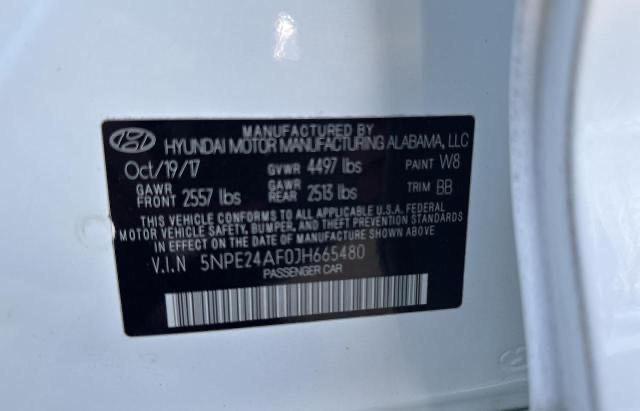 MANUFACTURED BY
HYUNDAI MOTOR MANUFACTURING ALABAMA, LLC
Oct/19/17 GVWR 4497 lbs PAINT W8
GAWR FRONT 2557 lbs GAWR REAR 2513 lbs TRIM BB
THIS VEHICLE CONFORMS TO ALL APPLICABLE U.S.A. FEDERAL
MOTOR VEHICLE SAFETY, BUMPER, AND THEFT PREVENTION STANDARDS
IN EFFECT ON THE DATE OF MANUFACTURE SHOWN ABOVE.
V.I.N 5NPE24AF0JH665480
PASSENGER CAR